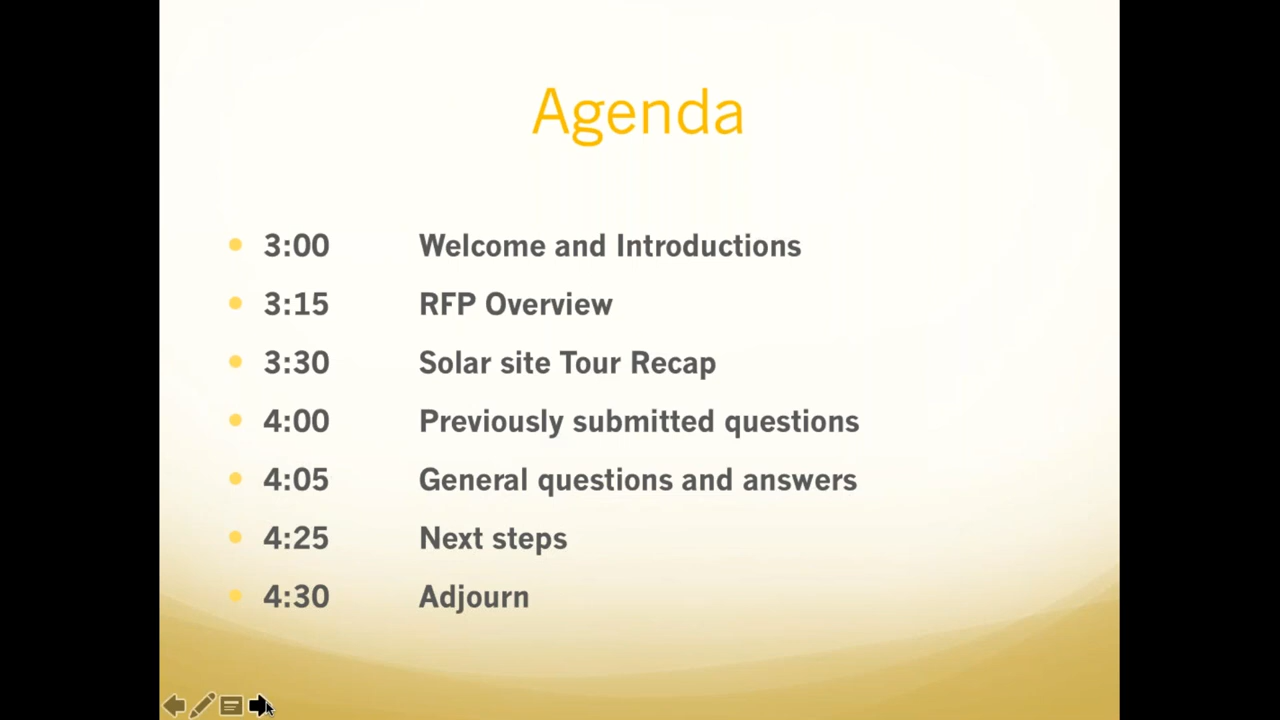 Agenda
3:00 Welcome and Introductions
3:15 RFP Overview
3:30 Solar site Tour Recap
4:00 Previously submitted questions
4:05 General questions and answers
4:25 Next steps
4:30 Adjourn